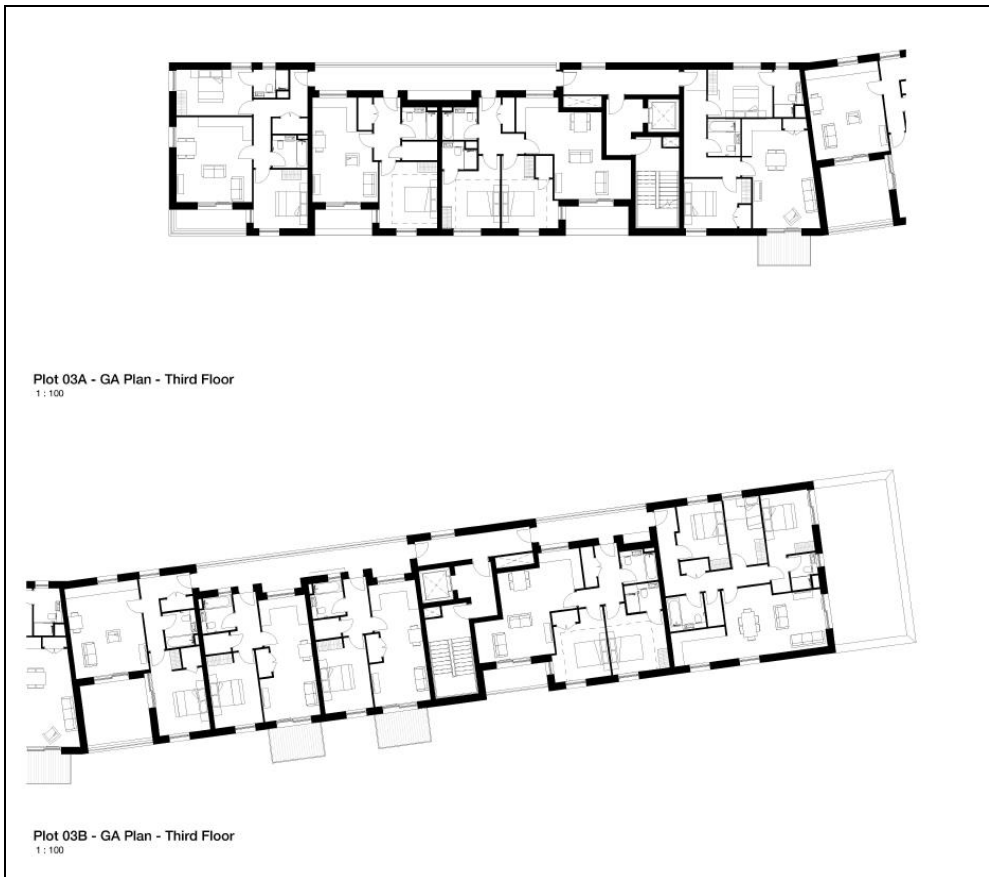 Plot 03A - GA Plan - Third Floor
1 : 100
Plot 03B - GA Plan - Third Floor
1 : 100